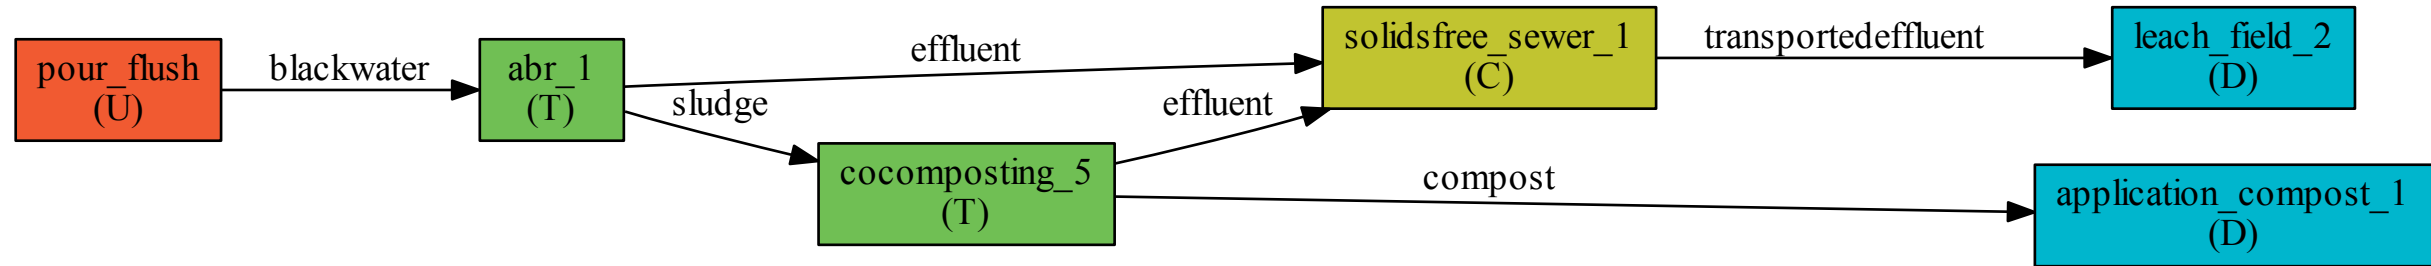 pour_flush
(U)
blackwater
abr_1
(T)
effluent
sludge
cocomposting_5
(T)
effluent
compost
solidsfree_sewer_1
(C)
transportedeffluent
leach_field_2
(D)
application_compost_1
(D)